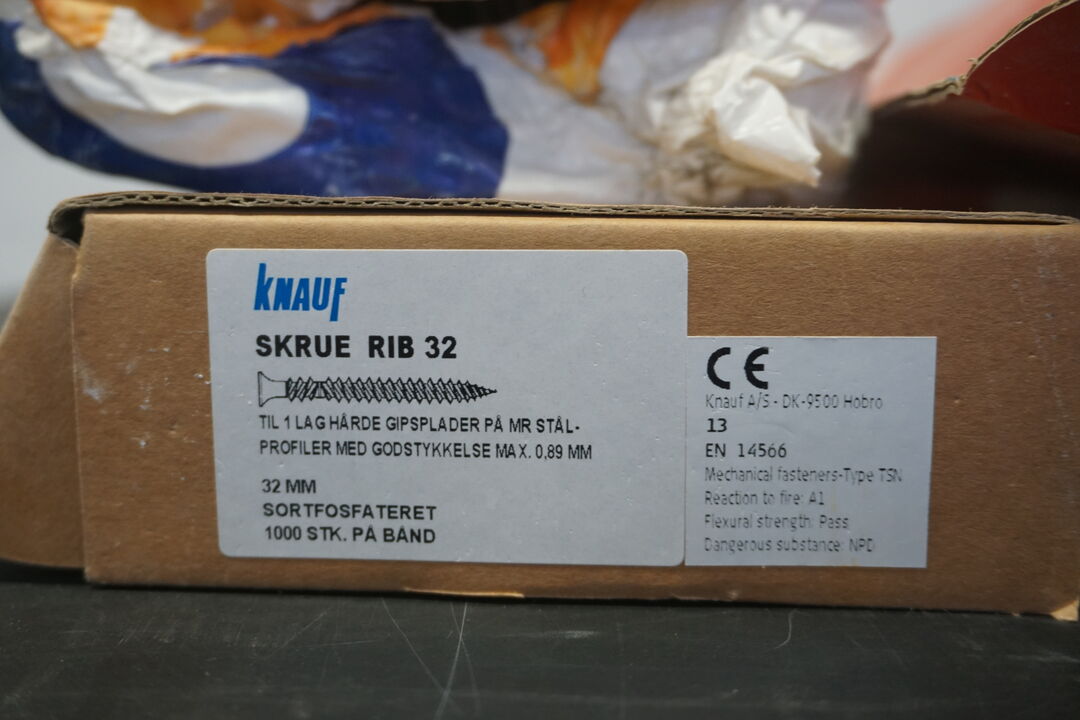 KNAUF
SKRUE RIB 32
TIL 1 LAG HÅRDE GIPSPLADER PÅ MR STÅL-
PROFILER MED GODSTYKKELSE MAX. 0,89 MM
32 MM
SORTFOSFATERET
1000 STK. PÅ BÅND
CE
Knauf A/S - DK-9500 Hobro
13
EN 14566
Mechanical fasteners-Type TSN
Reaction to fire: A1
Flexural strength: Pass
Dangerous substance: NPD